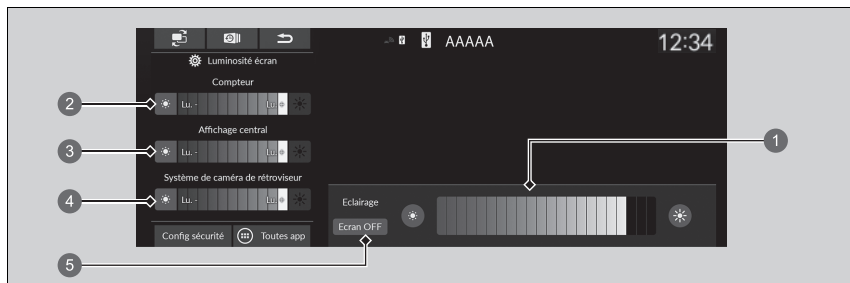 AAAAA
12:34
Luminosité écran
Compteur
2
Lu. -
Lu. +
1
Affichage central
3
Lu. -
Lu. +
Système de caméra de rétroviseur
4
Lu. -
Lu. +
Eclairage
Ecran OFF
Config sécurité
Toutes app
5